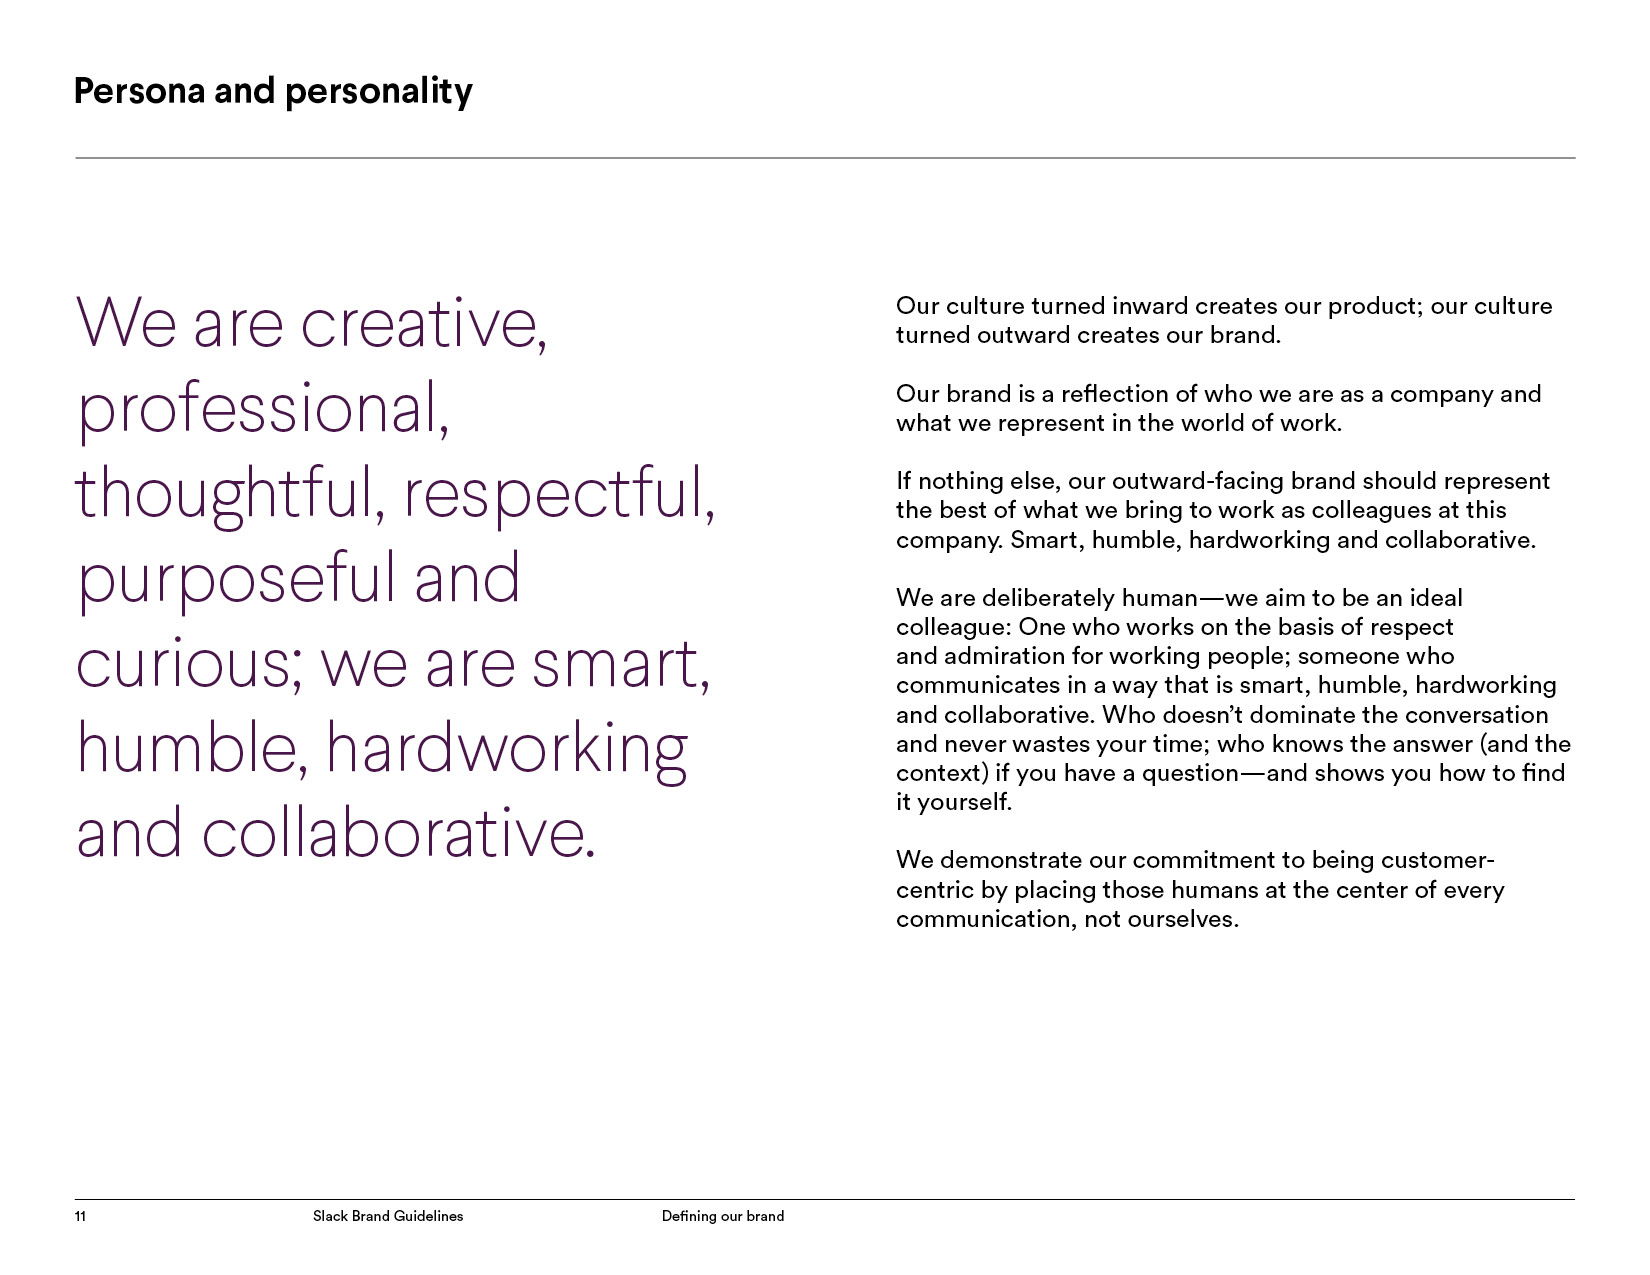 Persona and personality
We are creative,
professional,
thoughtful, respectful,
purposeful and
curious; we are smart,
humble, hardworking
and collaborative.
Our culture turned inward creates our product; our culture
turned outward creates our brand.
Our brand is a reflection of who we are as a company and
what we represent in the world of work.
If nothing else, our outward-facing brand should represent
the best of what we bring to work as colleagues at this
company. Smart, humble, hardworking and collaborative.
We are deliberately human—we aim to be an ideal
colleague: One who works on the basis of respect
and admiration for working people; someone who
communicates in a way that is smart, humble, hardworking
and collaborative. Who doesn’t dominate the conversation
and never wastes your time; who knows the answer (and the
context) if you have a question—and shows you how to find
it yourself.
We demonstrate our commitment to being customer-
centric by placing those humans at the center of every
communication, not ourselves.
11
Slack Brand Guidelines
Defining our brand